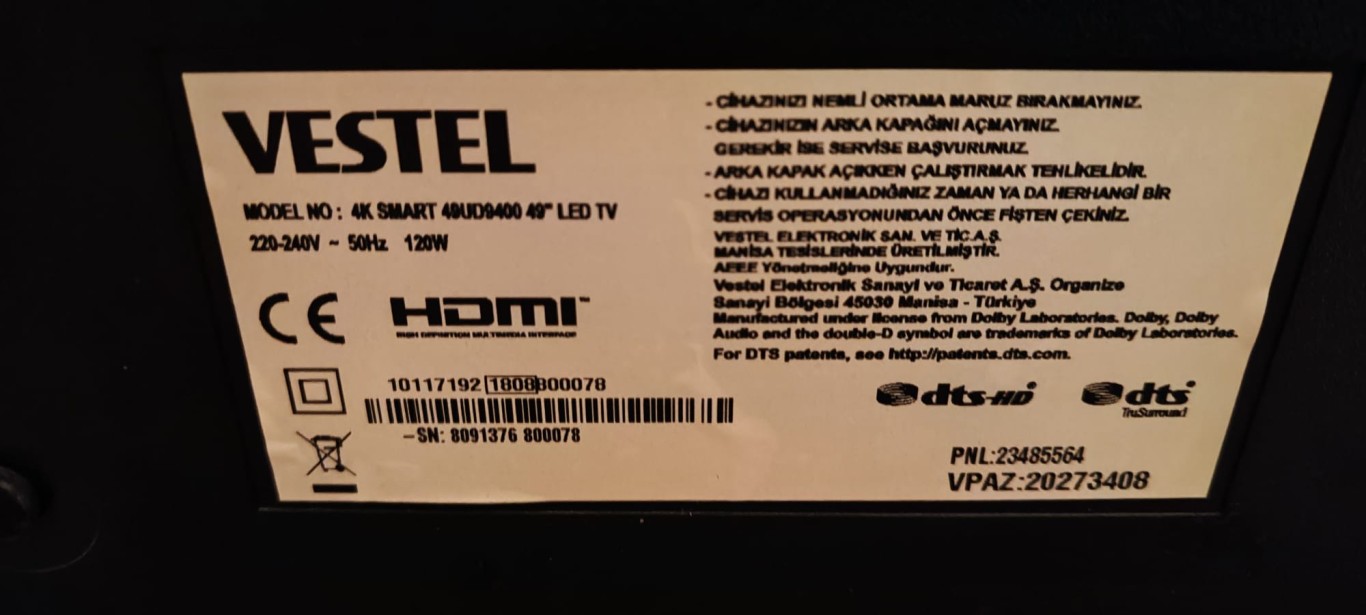 VESTEL
MODEL NO : 4K SMART 49UD9400 49" LED TV
220-240V ~ 50Hz 120W
CE
HDMI™
HIGH DEFINITION MULTIMEDIA INTERFACE
10117192 1808800078
-SN: 8091376 800078
- CİHAZINIZI NEMLİ ORTAMA MARUZ BIRAKMAYINIZ.
- CİHAZINIZIN ARKA KAPAĞINI AÇMAYINIZ.
GEREKİR İSE SERVİSE BAŞVURUNUZ.
- ARKA KAPAK AÇIKKEN ÇALIŞTIRMAK TEHLİKELİDİR.
- CİHAZI KULLANMADIĞINIZ ZAMAN YA DA HERHANGİ BİR
SERVİS OPERASYONUNDAN ÖNCE FİŞTEN ÇEKİNİZ.
VESTEL ELEKTRONİK SAN. VE TİC.A.Ş.
MANİSA TESİSLERİNDE ÜRETİLMİŞTİR.
AEEE Yönetmeliğine Uygundur.
Vestel Elektronik Sanayi ve Ticaret A.Ş. Organize
Sanayi Bölgesi 45030 Manisa - Türkiye
Manufactured under license from Dolby Laboratories. Dolby, Dolby
Audio and the double-D symbol are trademarks of Dolby Laboratories.
For DTS patents, see http://patents.dts.com.
dts-HD
dts
TruSurround
PNL:23485564
VPAZ:20273408